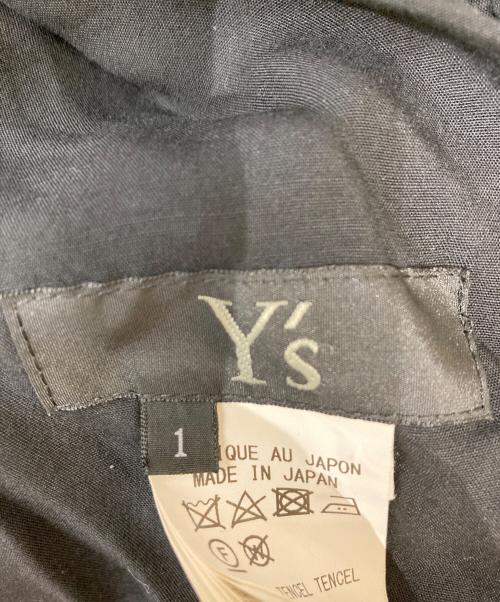 Y's
1
IQUE AU JAPON
MADE IN JAPAN
F
W
TENCEL TENCEL